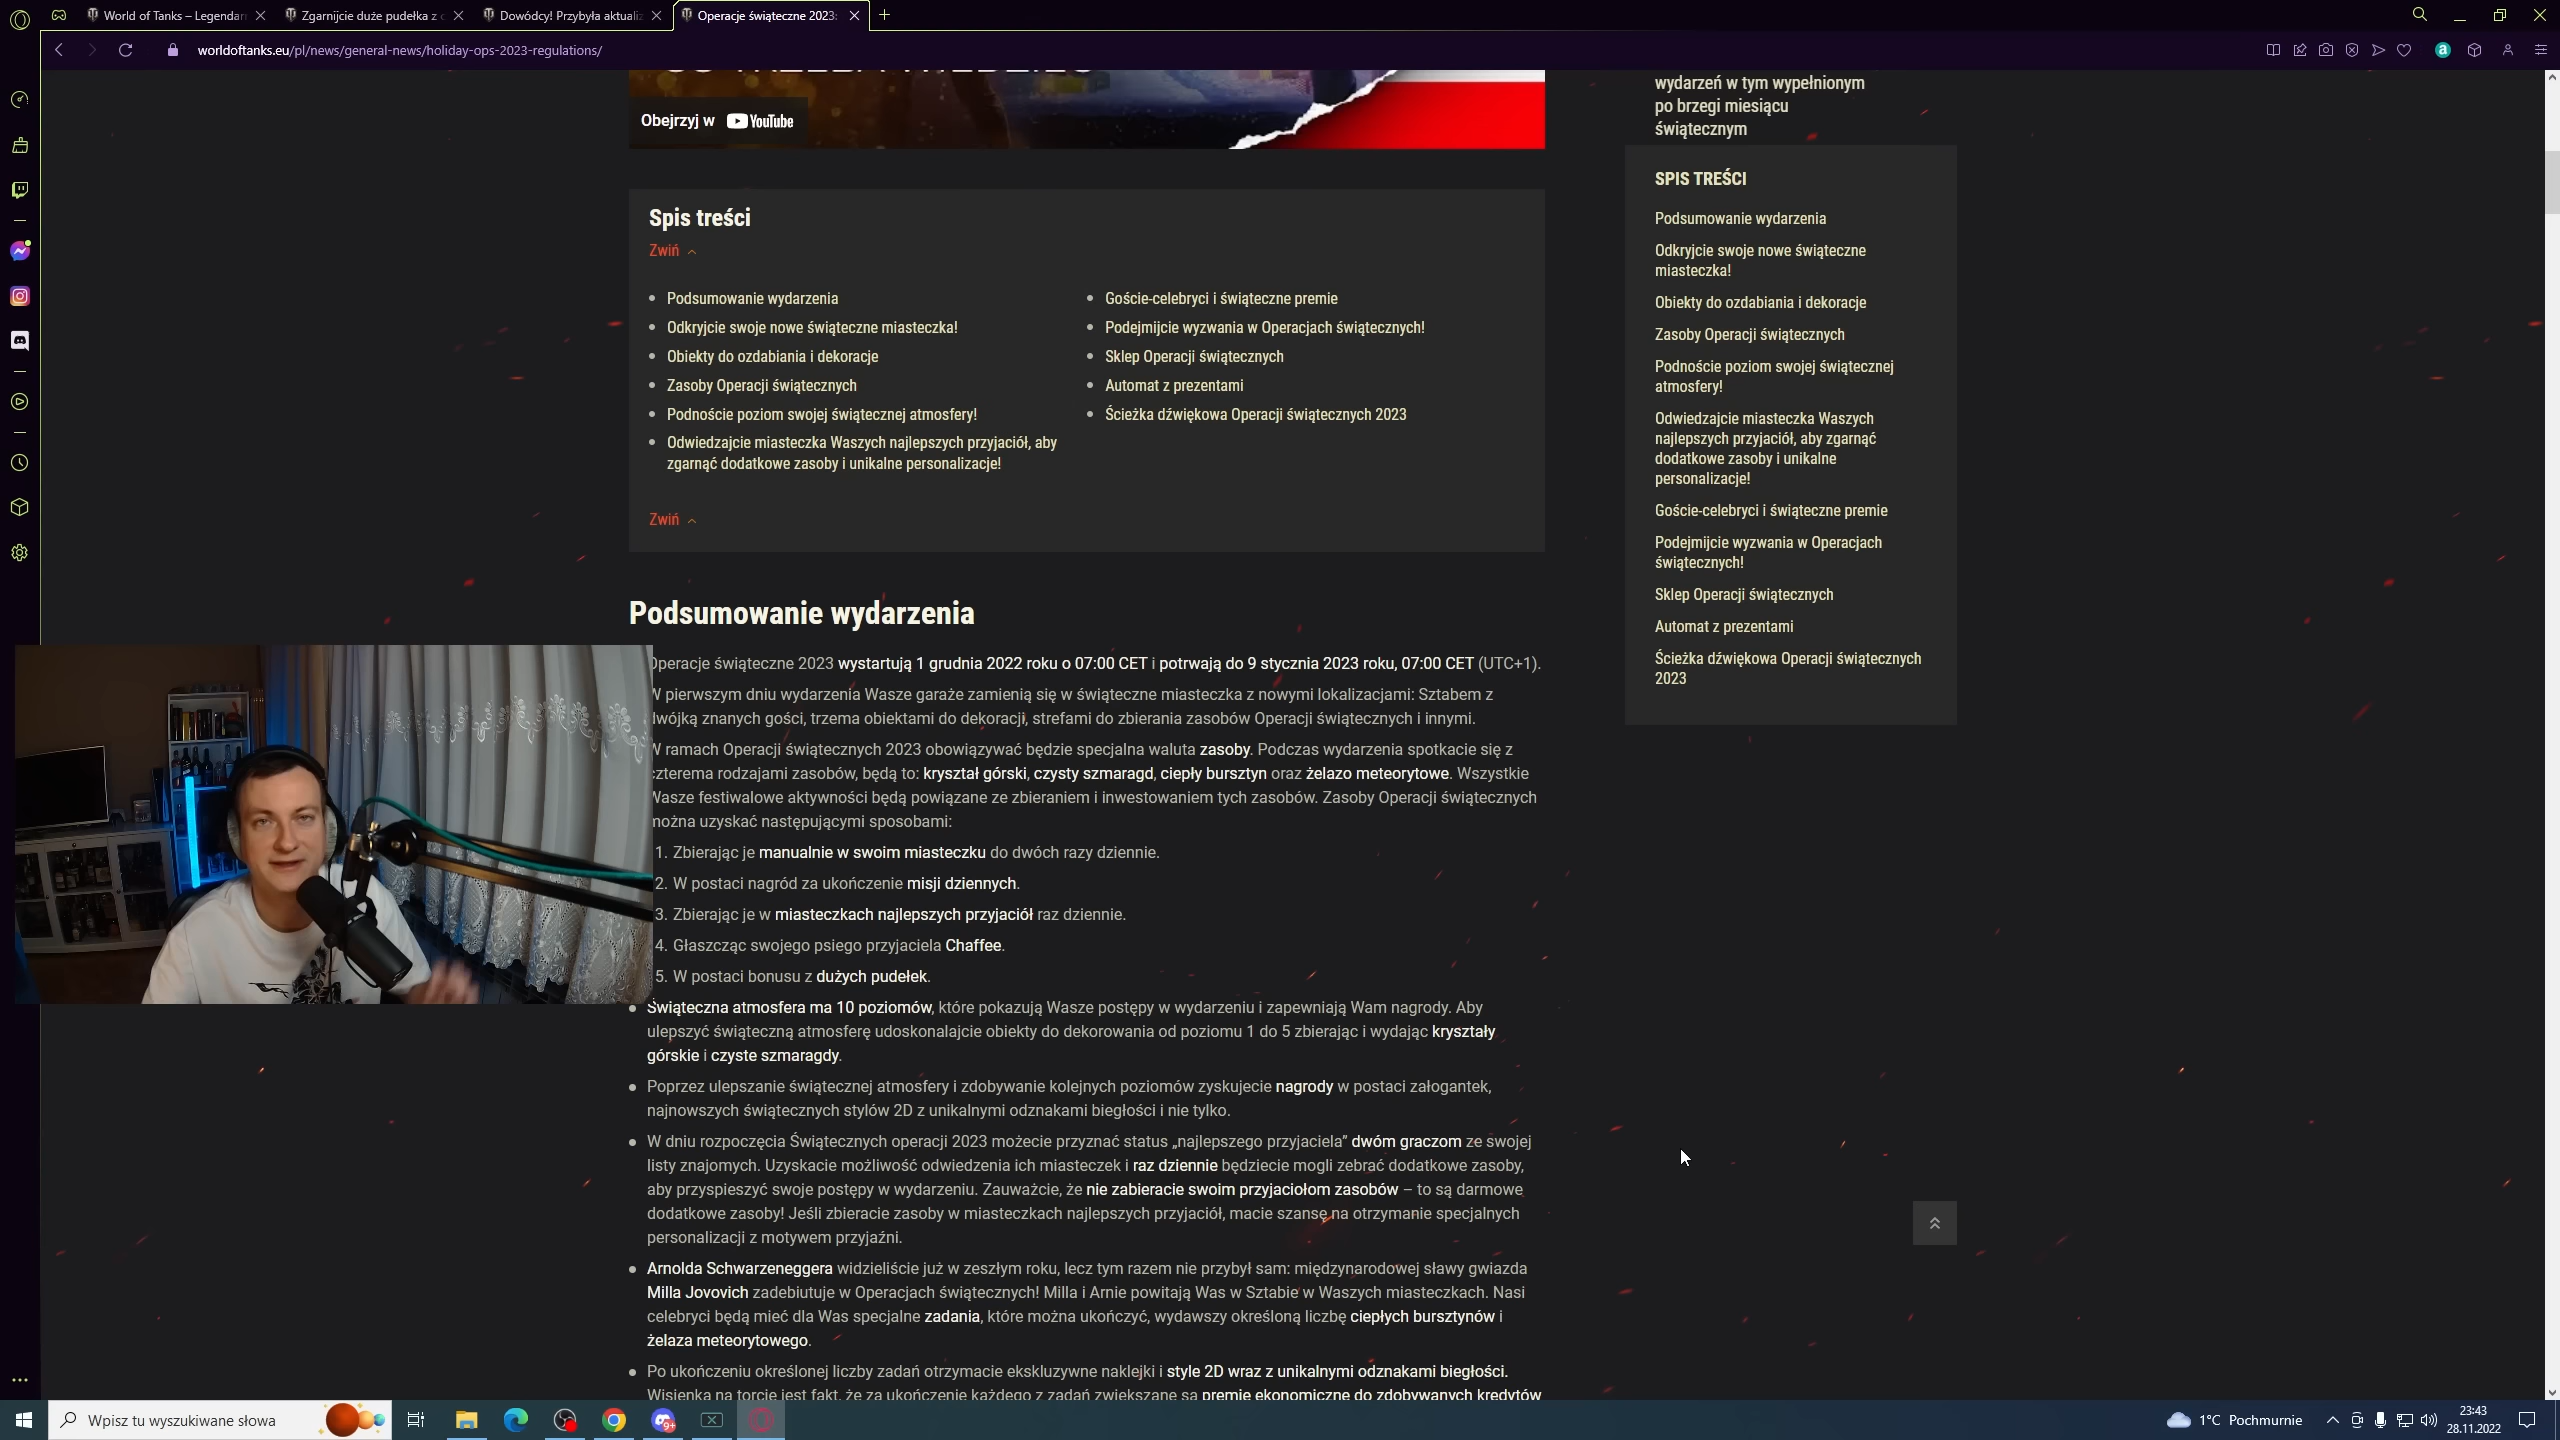 World of Tanks – Legendar
Zgarnijcie duże pudełka z
Dowódcy! Przybyła aktualiz
Operacje świąteczne 2023:
worldoftanks.eu/pl/news/general-news/holiday-ops-2023-regulations/
Obejrzyj w YouTube
wydarzeń w tym wypełnionym
po brzegi miesiącu
świątecznym
Spis treści
Zwiń
Podsumowanie wydarzenia
Odkryjcie swoje nowe świąteczne miasteczka!
Obiekty do ozdabiania i dekoracje
Zasoby Operacji świątecznych
Podnoście poziom swojej świątecznej atmosfery!
Odwiedzajcie miasteczka Waszych najlepszych przyjaciół, aby
zgarnąć dodatkowe zasoby i unikalne personalizacje!
Goście-celebryci i świąteczne premie
Podejmijcie wyzwania w Operacjach świątecznych!
Sklep Operacji świątecznych
Automat z prezentami
Ścieżka dźwiękowa Operacji świątecznych 2023
Zwiń
SPIS TREŚCI
Podsumowanie wydarzenia
Odkryjcie swoje nowe świąteczne
miasteczka!
Obiekty do ozdabiania i dekoracje
Zasoby Operacji świątecznych
Podnoście poziom swojej świątecznej
atmosfery!
Odwiedzajcie miasteczka Waszych
najlepszych przyjaciół, aby zgarnąć
dodatkowe zasoby i unikalne
personalizacje!
Goście-celebryci i świąteczne premie
Podejmijcie wyzwania w Operacjach
świątecznych!
Sklep Operacji świątecznych
Automat z prezentami
Ścieżka dźwiękowa Operacji świątecznych
2023
Podsumowanie wydarzenia
Operacje świąteczne 2023 wystartują 1 grudnia 2022 roku o 07:00 CET i potrwają do 9 stycznia 2023 roku, 07:00 CET (UTC+1).
W pierwszym dniu wydarzenia Wasze garaże zamienią się w świąteczne miasteczka z nowymi lokalizacjami: Sztabem z
dwójką znanych gości, trzema obiektami do dekoracji, strefami do zbierania zasobów Operacji świątecznych i innymi.
W ramach Operacji świątecznych 2023 obowiązywać będzie specjalna waluta zasoby. Podczas wydarzenia spotkacie się z
czterema rodzajami zasobów, będą to: kryształ górski, czysty szmaragd, ciepły bursztyn oraz żelazo meteorytowe. Wszystkie
Wasze festiwalowe aktywności będą powiązane ze zbieraniem i inwestowaniem tych zasobów. Zasoby Operacji świątecznych
można uzyskać następującymi sposobami:
1. Zbierając je manualnie w swoim miasteczku do dwóch razy dziennie.
2. W postaci nagród za ukończenie misji dziennych.
3. Zbierając je w miasteczkach najlepszych przyjaciół raz dziennie.
4. Głaszcząc swojego psiego przyjaciela Chaffee.
5. W postaci bonusu z dużych pudełek.
Świąteczna atmosfera ma 10 poziomów, które pokazują Wasze postępy w wydarzeniu i zapewniają Wam nagrody. Aby
ulepszyć świąteczną atmosferę udoskonalajcie obiekty do dekorowania od poziomu 1 do 5 zbierając i wydając kryształy
górskie i czyste szmaragdy.
Poprzez ulepszanie świątecznej atmosfery i zdobywanie kolejnych poziomów zyskujecie nagrody w postaci załogantek,
najnowszych świątecznych stylów 2D z unikalnymi odznakami biegłości i nie tylko.
W dniu rozpoczęcia Świątecznych operacji 2023 możecie przyznać status „najlepszego przyjaciela” dwóm graczom ze swojej
listy znajomych. Uzyskacie możliwość odwiedzenia ich miasteczek i raz dziennie będziecie mogli zebrać dodatkowe zasoby,
aby przyspieszyć swoje postępy w wydarzeniu. Zauważcie, że nie zabieracie swoim przyjaciołom zasobów – to są darmowe
dodatkowe zasoby! Jeśli zbieracie zasoby w miasteczkach najlepszych przyjaciół, macie szansę na otrzymanie specjalnych
personalizacji z motywem przyjaźni.
Arnolda Schwarzeneggera widzieliście już w zeszłym roku, lecz tym razem nie przybył sam: międzynarodowej sławy gwiazda
Milla Jovovich zadebiutuje w Operacjach świątecznych! Milla i Arnie powitają Was w Sztabie w Waszych miasteczkach. Nasi
celebryci będą mieć dla Was specjalne zadania, które można ukończyć, wydawszy określoną liczbę ciepłych bursztynów i
żelaza meteorytowego.
Po ukończeniu określonej liczby zadań otrzymacie ekskluzywne naklejki i style 2D wraz z unikalnymi odznakami biegłości.
Wisienką na torcie jest fakt, że za ukończenie każdego z zadań zwiększane są premie ekonomiczne do zdobywanych kredytów
Wpisz tu wyszukiwane słowa
9+
1°C Pochmurnie
23:43
28.11.2022